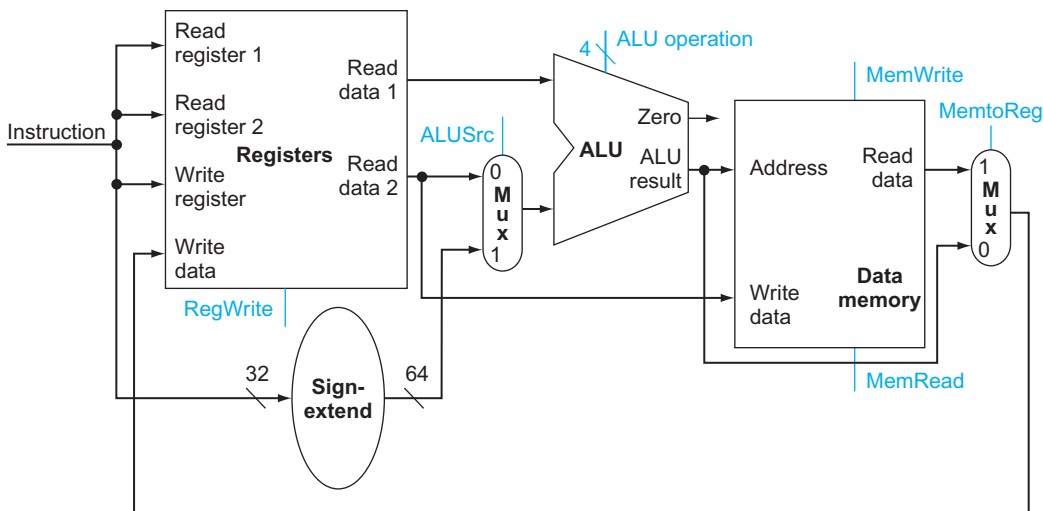 Instruction
Read
register 1
Read
register 2
Write
register
Write
data
Registers
Read
data 1
Read
data 2
RegWrite
32
Sign-
extend
64
ALUSrc
0
M
u
x
1
4
ALU operation
ALU
Zero
ALU
result
MemWrite
Address
Read
data
Write
data
Data
memory
MemRead
MemtoReg
1
M
u
x
0